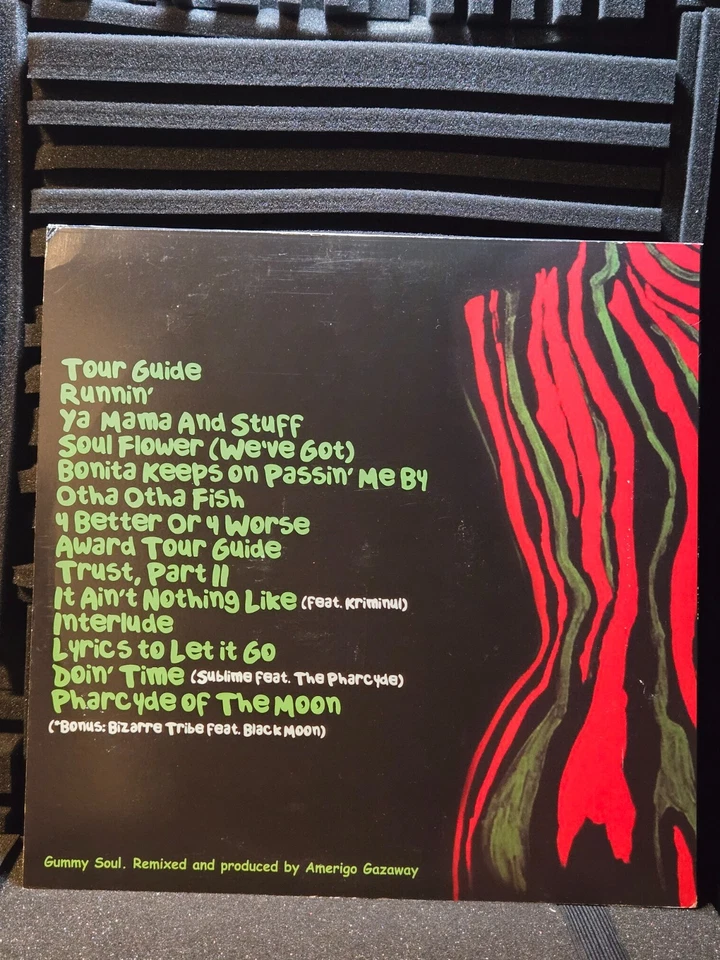 Tour Guide
Runnin'
Ya Mama And Stuff
Soul Flower (We've Got)
Bonita Keeps on Passin' Me By
Otha Otha Fish
4 Better Or 4 Worse
Award Tour Guide
Trust, Part II
It Ain't Nothing Like (feat. Kriminul)
Interlude
Lyrics to Let it Go
Doin' Time (Sublime feat. The Pharcyde)
Pharcyde of The Moon
(*Bonus: Bizarre Tribe feat. Black Moon)
Gummy Soul. Remixed and produced by Amerigo Gazaway